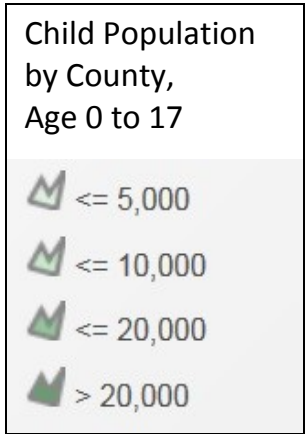 Child Population
by County,
Age 0 to 17
<= 5,000
<= 10,000
<= 20,000
> 20,000